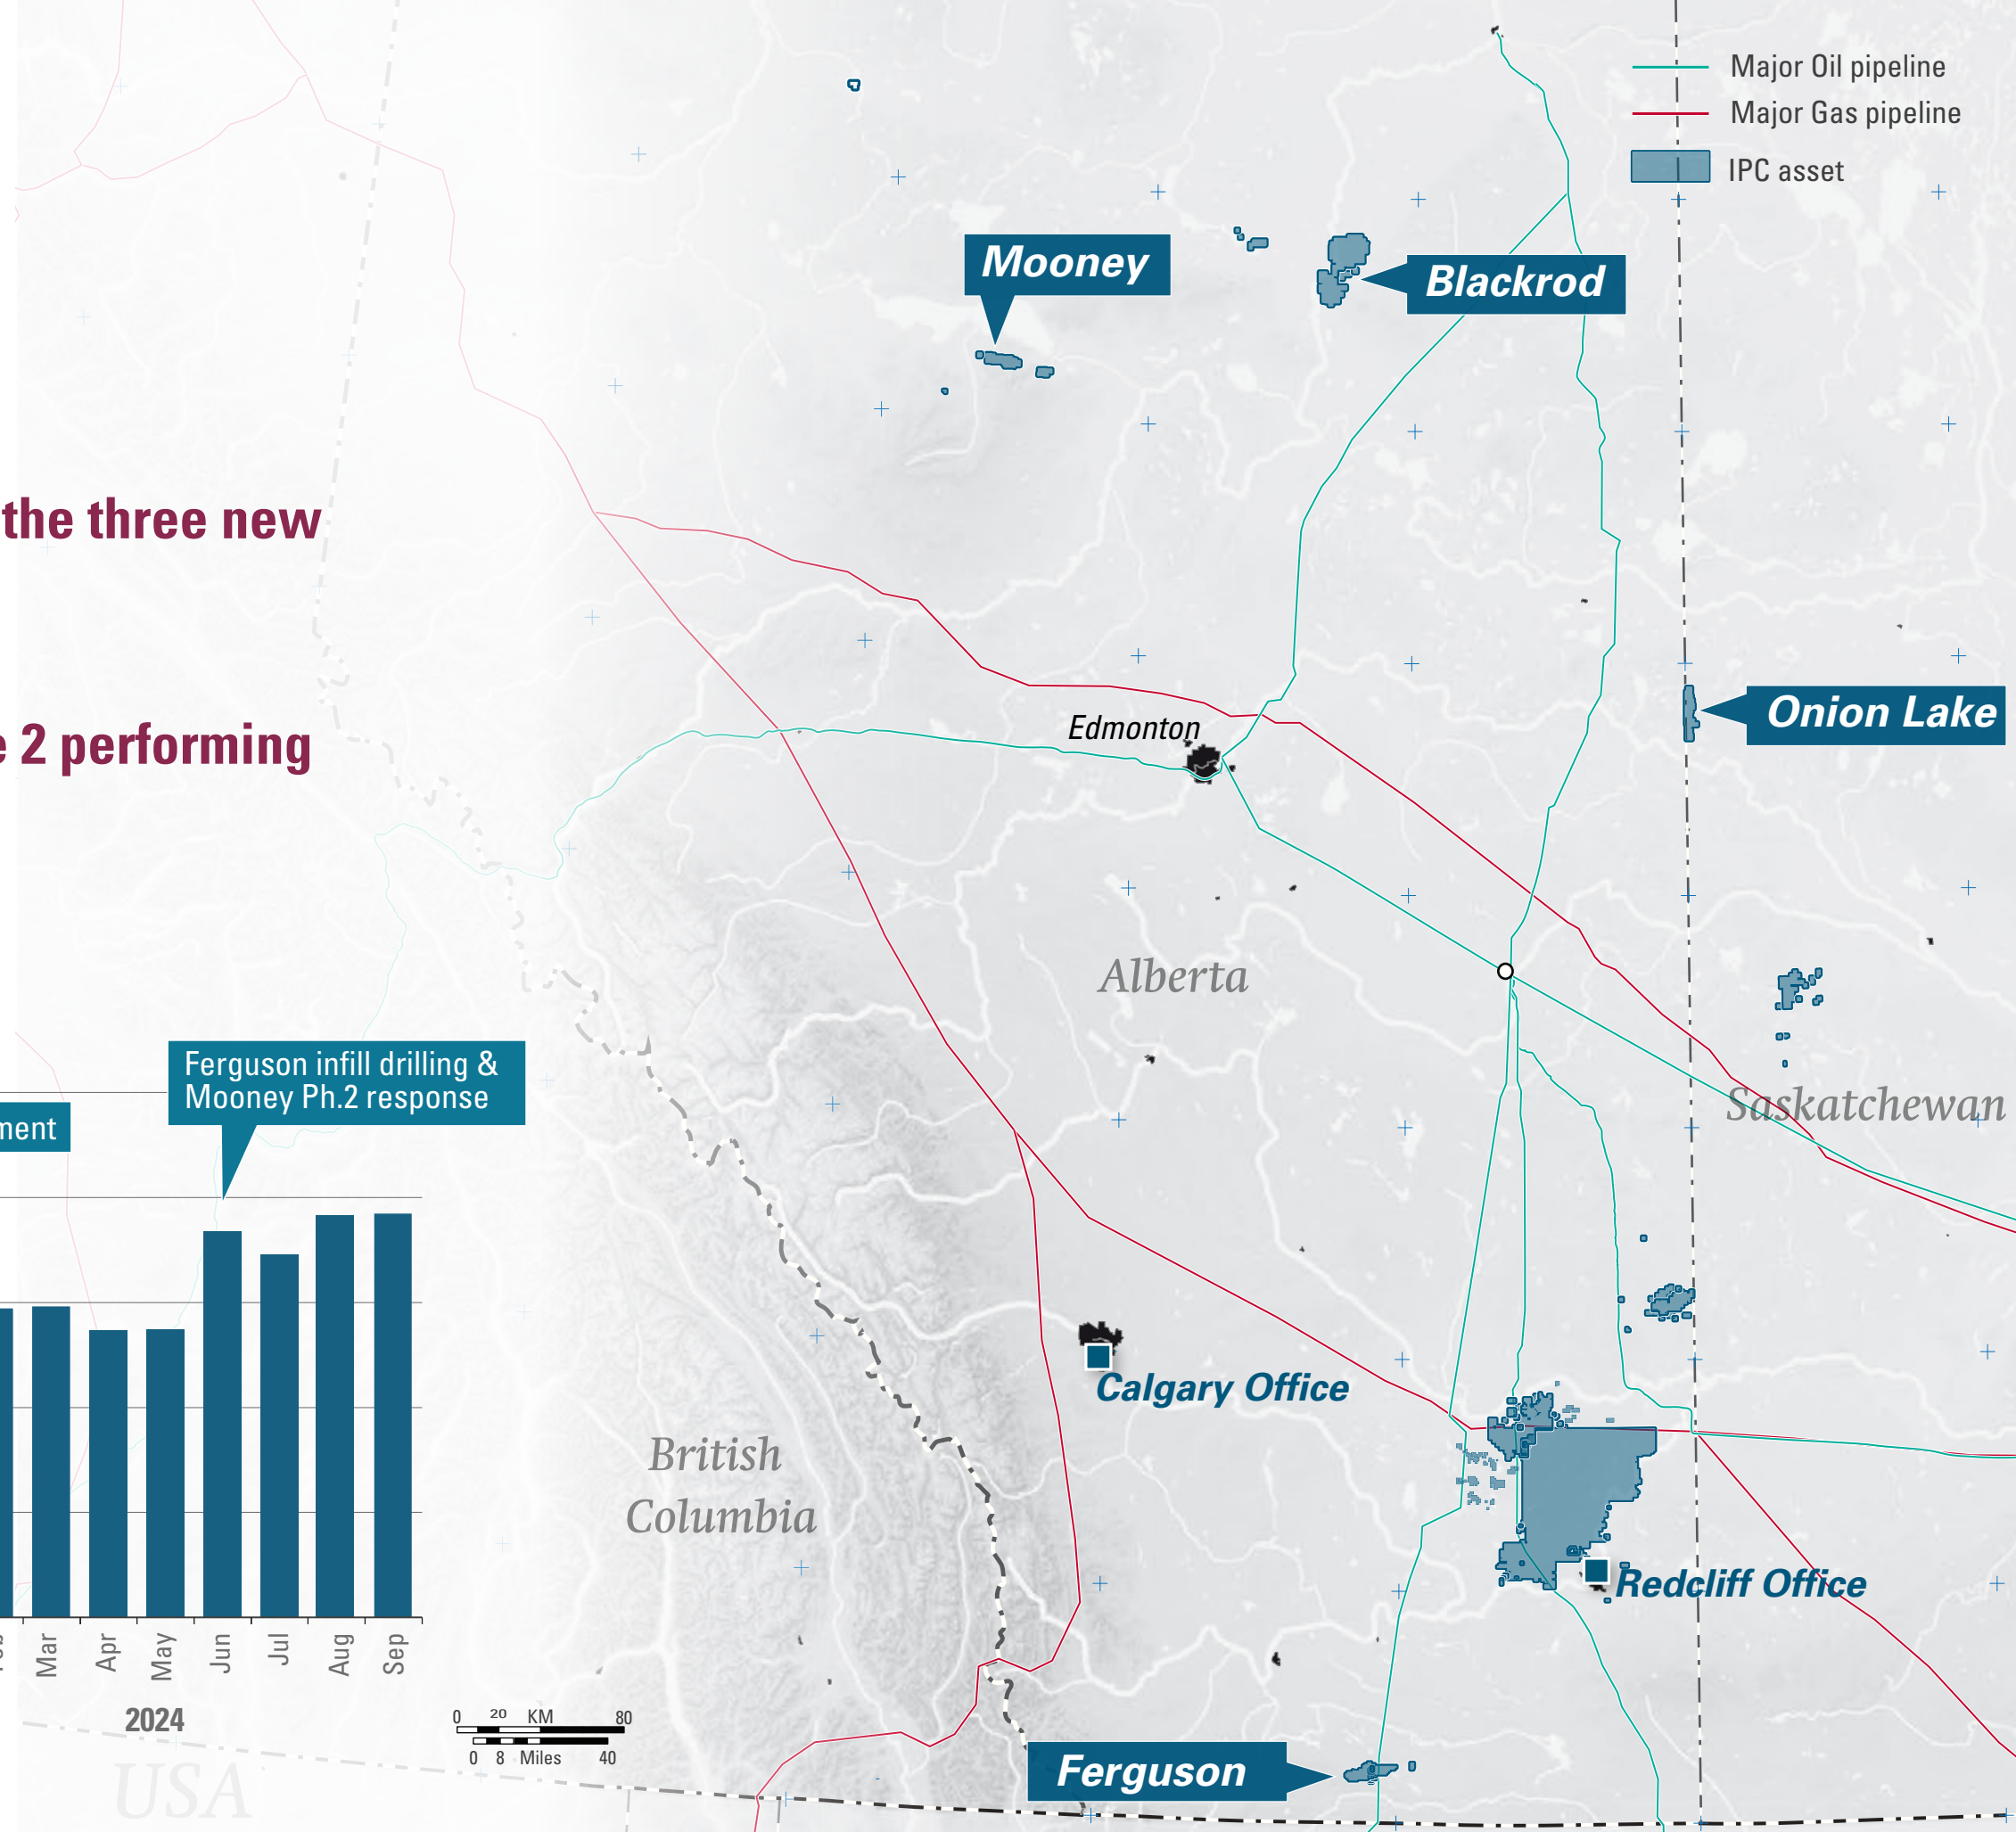 Major Oil pipeline
Major Gas pipeline
IPC asset
Mooney
Blackrod
the three new
Onion Lake
Edmonton
2 performing
Alberta
Ferguson infill drilling &
Mooney Ph.2 response
Saskatchewan
Calgary Office
British
Columbia
Redcliff Office
Mar
Apr
May
Jun
Jul
Aug
Sep
2024
0 20 KM 80
0 8 Miles 40
USA
Ferguson